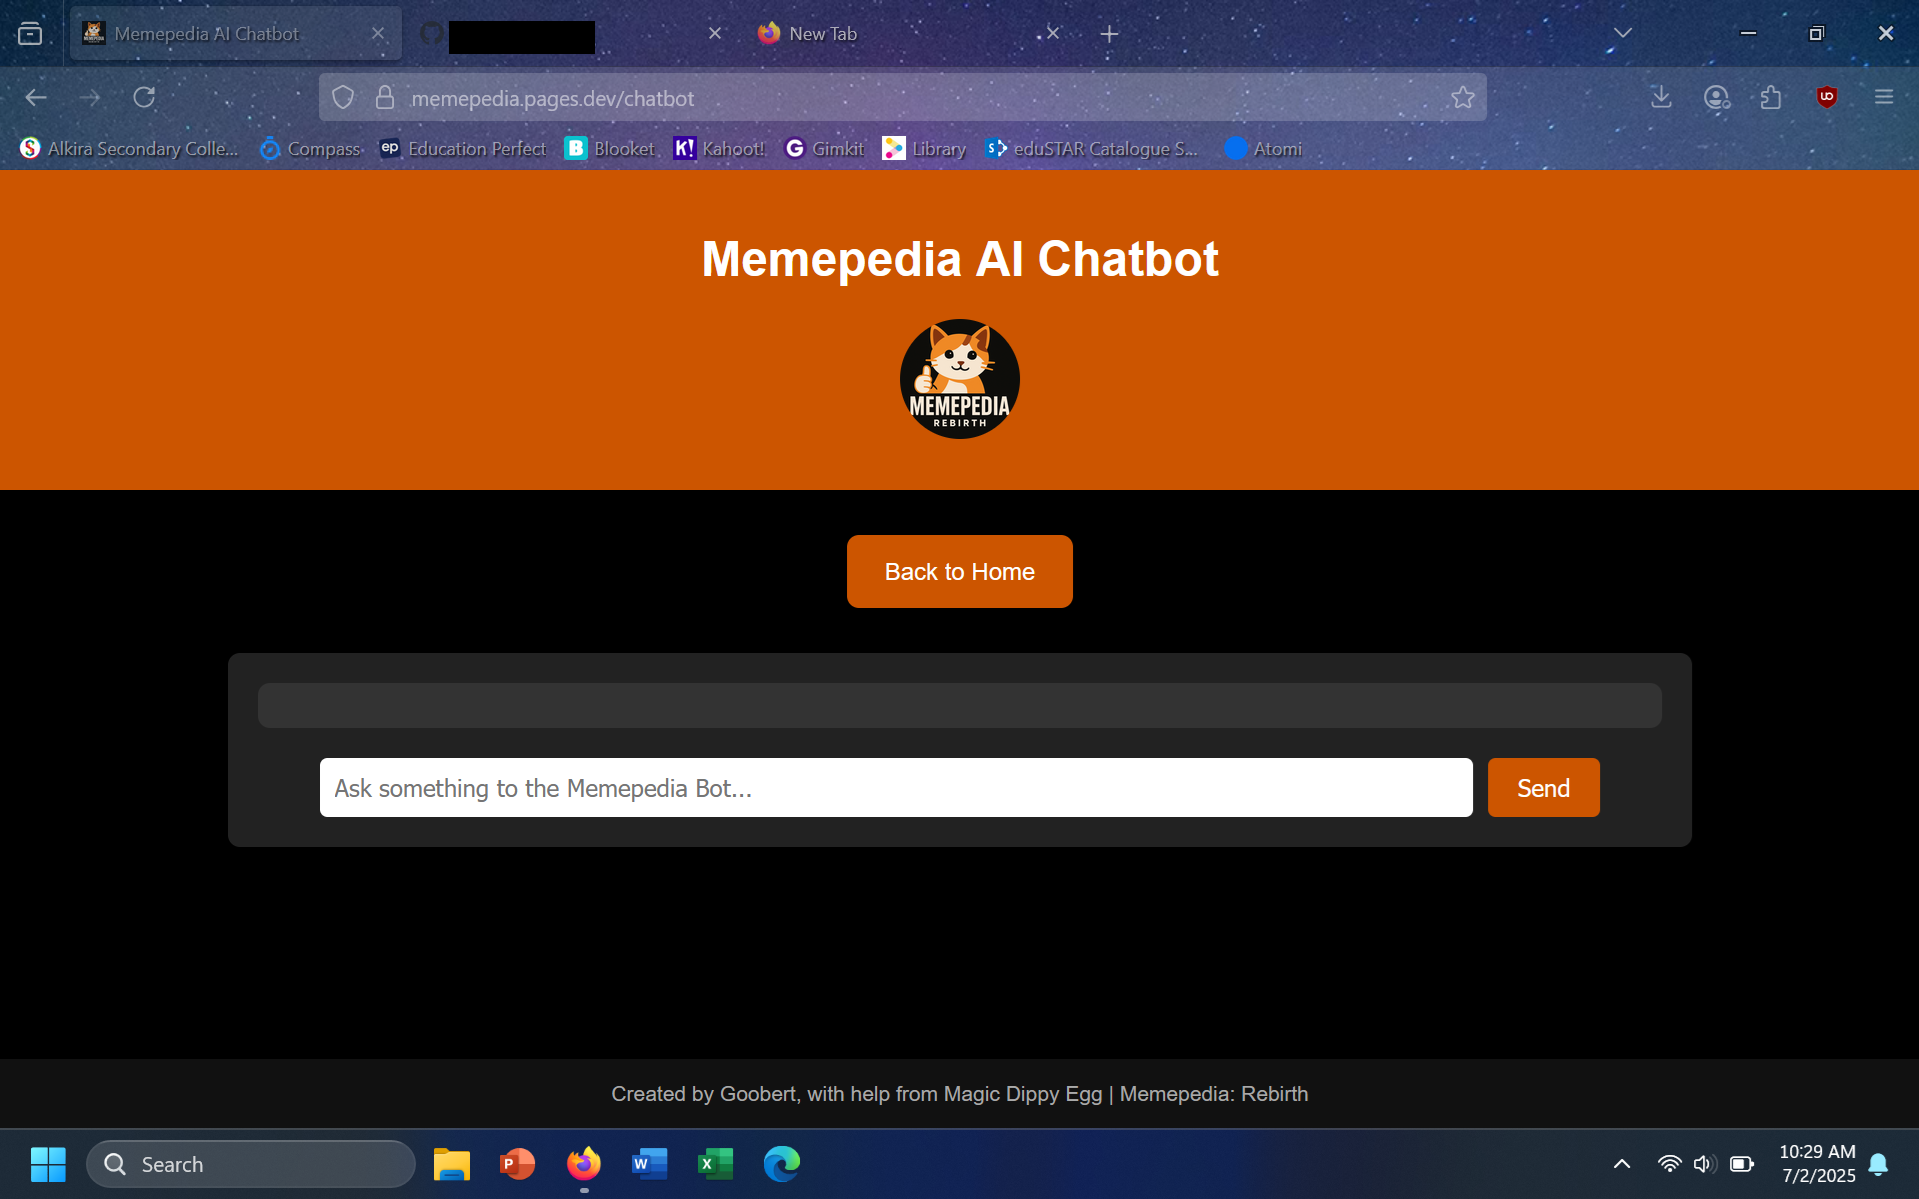 Memepedia AI Chatbot
New Tab
memepedia.pages.dev/chatbot
Alkira Secondary Colle...
Compass
ep
Education Perfect
B
Blooket
K!
Kahoot!
G
Gimkit
Library
S
eduSTAR Catalogue S...
Atomi
Memepedia AI Chatbot
MEMEPEDIA
REBIRTH
Back to Home
Ask something to the Memepedia Bot...
Send
Created by Goobert, with help from Magic Dippy Egg | Memepedia: Rebirth
Search
P
W
X
10:29 AM
7/2/2025